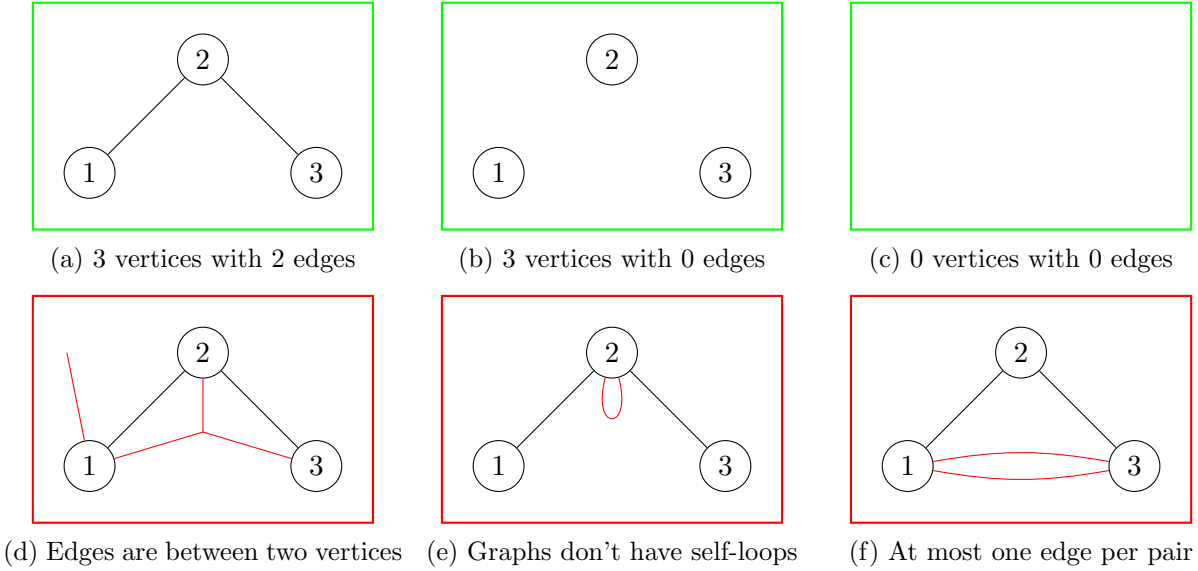 2
1 3
(a) 3 vertices with 2 edges
2
1 3
(b) 3 vertices with 0 edges
(c) 0 vertices with 0 edges
2
1 3
(d) Edges are between two vertices
2
1 3
(e) Graphs don't have self-loops
2
1 3
(f) At most one edge per pair